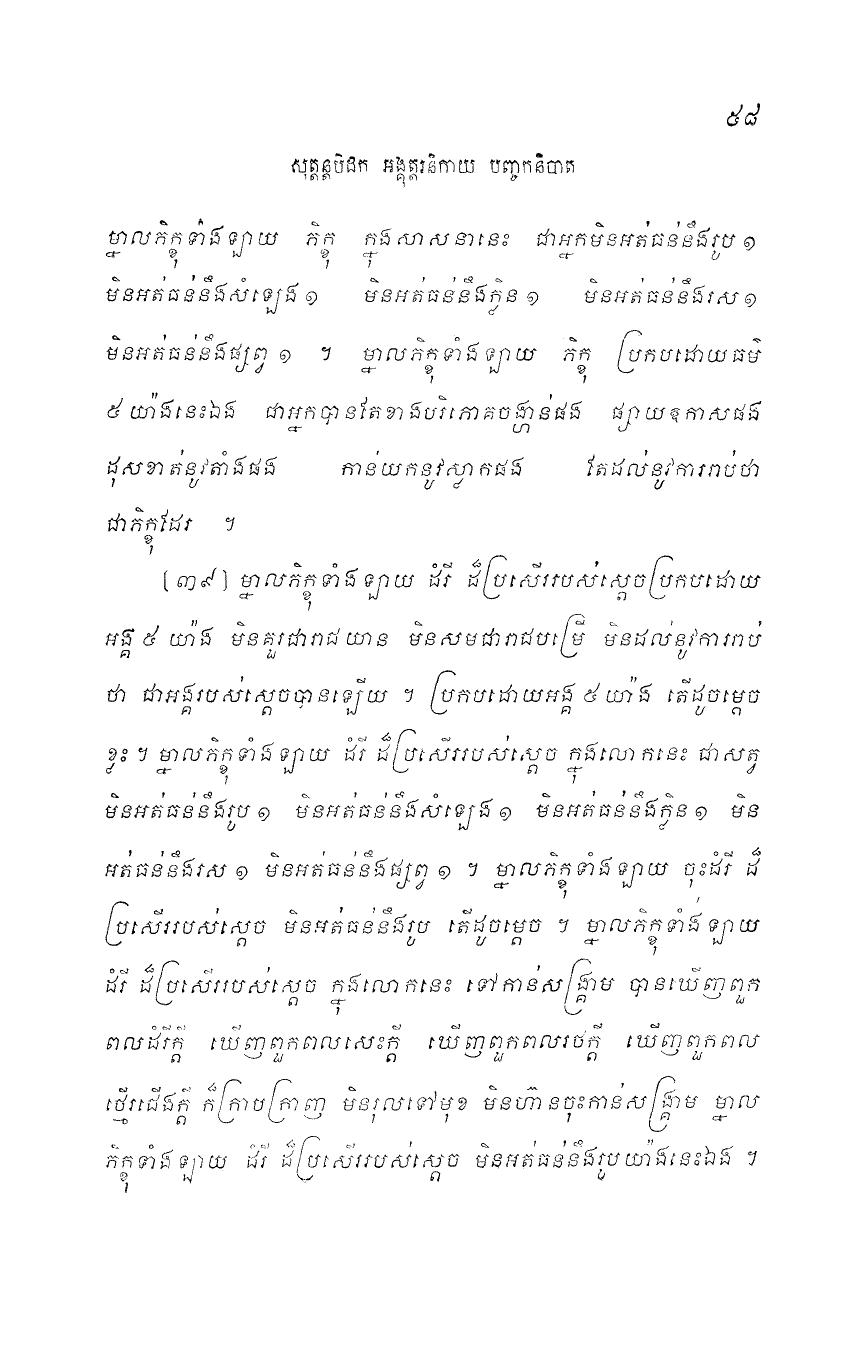 ៥៨
សុត្តន្តបិដក អង្គុត្តរនិកាយ បញ្ចកនិបាត
ម្នាលភិក្ខុទាំងឡាយ ភិក្ខុ ក្នុងសាសនានេះ ជាអ្នកមិនអត់ធន់នឹងរូប ១
មិនអត់ធន់នឹងសំឡេង ១ មិនអត់ធន់នឹងក្លិន ១ មិនអត់ធន់នឹងរស ១
មិនអត់ធន់នឹងផ្សព្វ ១ ។ ម្នាលភិក្ខុទាំងឡាយ ភិក្ខុ ប្រកបដោយធម៌
៥ យ៉ាងនេះឯង ជាអ្នកបានតែខាងបរិភោគចង្ហាន់ផង ផ្សាយឱកាសផង
ដុសខាត់នូវតាំងផង កាន់យកនូវស្លាកផង តែដល់នូវការរាប់ថា
ជាភិក្ខុដែរ ។
[៣៩] ម្នាលភិក្ខុទាំងឡាយ ដំរី ដ៏ប្រសើររបស់ស្តេចប្រកបដោយ
អង្គ ៥ យ៉ាង មិនគួរជារាជយាន មិនសមជារាជបម្រើ មិនដល់នូវការរាប់
ថា ជាអង្គរបស់ស្តេចបានឡើយ ។ ប្រកបដោយអង្គ ៥ យ៉ាង តើដូចម្តេច
ខ្លះ ។ ម្នាលភិក្ខុទាំងឡាយ ដំរី ដ៏ប្រសើររបស់ស្តេច ក្នុងលោកនេះ ជាសត្វ
មិនអត់ធន់នឹងរូប ១ មិនអត់ធន់នឹងសំឡេង ១ មិនអត់ធន់នឹងក្លិន ១ មិន
អត់ធន់នឹងរស ១ មិនអត់ធន់នឹងផ្សព្វ ១ ។ ម្នាលភិក្ខុទាំងឡាយ ចុះដំរី ដ៏
ប្រសើររបស់ស្តេច មិនអត់ធន់នឹងរូប តើដូចម្តេច ។ ម្នាលភិក្ខុទាំងឡាយ
ដំរី ដ៏ប្រសើររបស់ស្តេច ក្នុងលោកនេះ ទៅកាន់សង្គ្រាម បានឃើញពួក
ពលដំរីក្តី ឃើញពួកពលសេះក្តី ឃើញពួកពលរថក្តី ឃើញពួកពល
ថ្មើរជើងក្តី ក៏ក្រាបក្រាញ មិនរុលទៅមុខ មិនហ៊ានចុះកាន់សង្គ្រាម ម្នាល
ភិក្ខុទាំងឡាយ ដំរី ដ៏ប្រសើររបស់ស្តេច មិនអត់ធន់នឹងរូបយ៉ាងនេះឯង ។